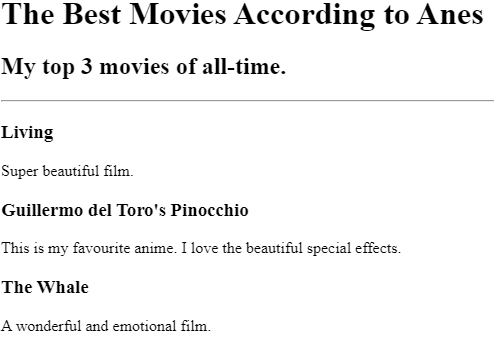 The Best Movies According to Anes
My top 3 movies of all-time.
Living
Super beautiful film.
Guillermo del Toro's Pinocchio
This is my favourite anime. I love the beautiful special effects.
The Whale
A wonderful and emotional film.